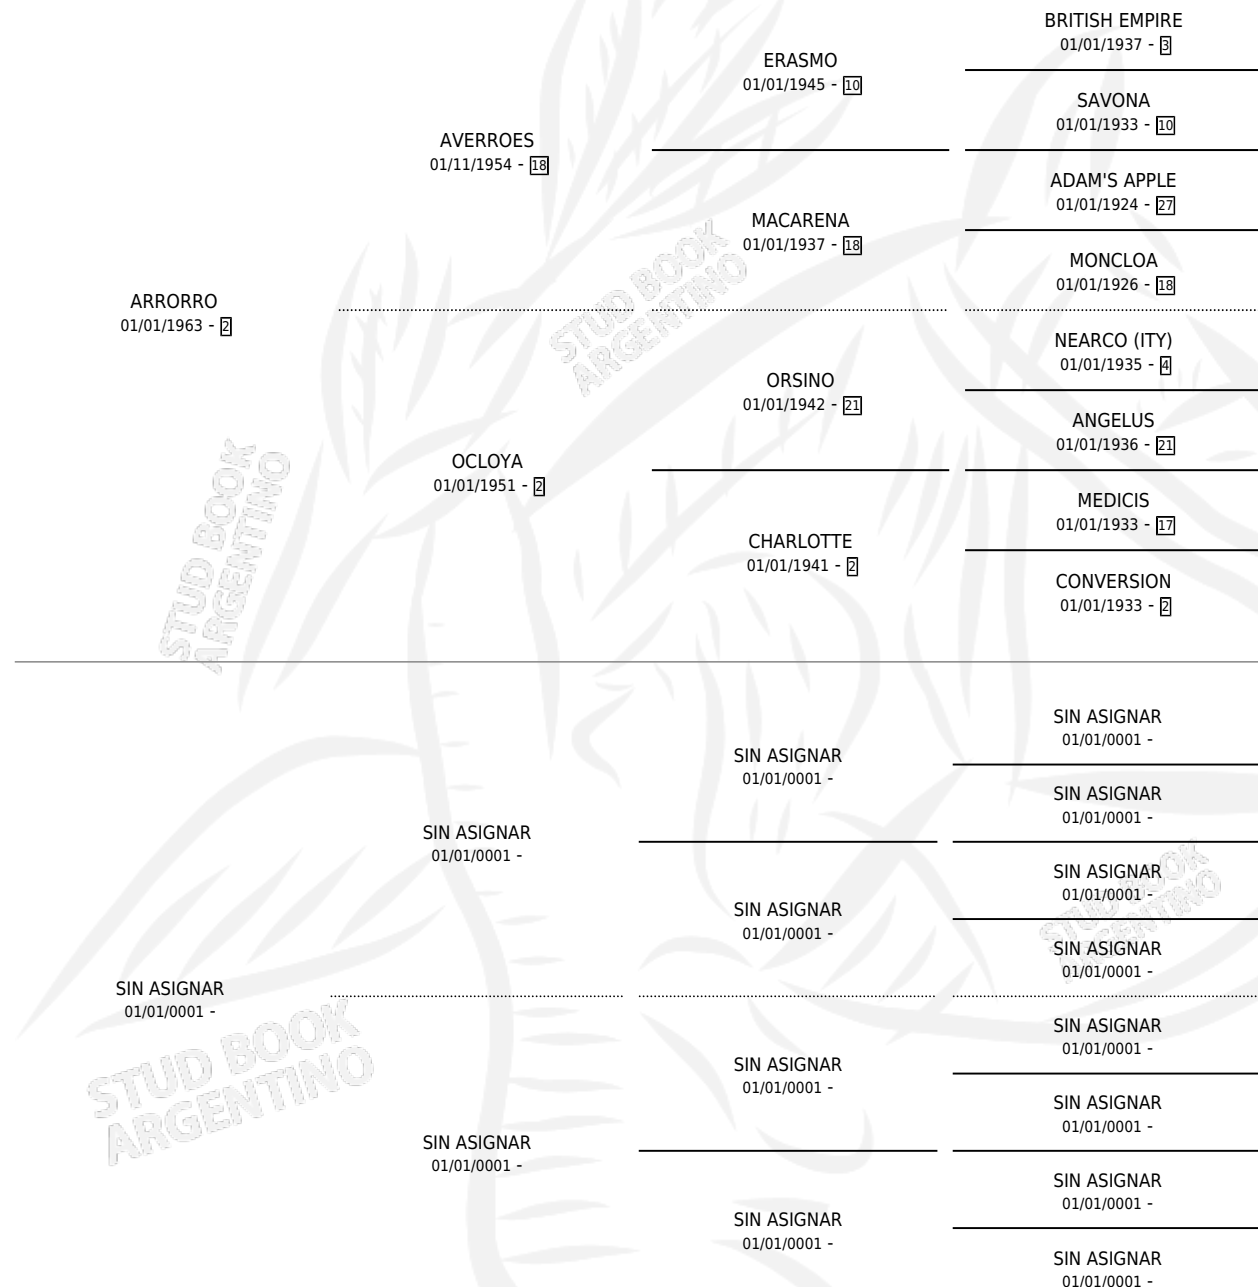 BRITISH EMPIRE
01/01/1937 - 3
ERASMO
01/01/1945 - 10
SAVONA
01/01/1933 - 10
AVERROES
01/11/1954 - 18
ADAM'S APPLE
01/01/1924 - 27
MACARENA
01/01/1937 - 18
MONCLOA
01/01/1926 - 18
ARRORRO
01/01/1963 - 2
STUD BOOK
ARGENTINO
NEARCO (ITY)
01/01/1935 - 4
ORSINO
01/01/1942 - 21
ANGELUS
01/01/1936 - 21
OCLOYA
01/01/1951 - 2
MEDICIS
01/01/1933 - 17
CHARLOTTE
01/01/1941 - 2
CONVERSION
01/01/1933 - 2
STUD BOOK
ARGENTINO
SIN ASIGNAR
01/01/0001 -
SIN ASIGNAR
01/01/0001 -
SIN ASIGNAR
01/01/0001 -
SIN ASIGNAR
01/01/0001 -
SIN ASIGNAR
01/01/0001 -
SIN ASIGNAR
01/01/0001 -
SIN ASIGNAR
01/01/0001 -
STUD BOOK
ARGENTINO
SIN ASIGNAR
01/01/0001 -
SIN ASIGNAR
01/01/0001 -
SIN ASIGNAR
01/01/0001 -
SIN ASIGNAR
01/01/0001 -
SIN ASIGNAR
01/01/0001 -
SIN ASIGNAR
01/01/0001 -
SIN ASIGNAR
01/01/0001 -
SIN ASIGNAR
01/01/0001 -
STUD BOOK
ARGENTINO